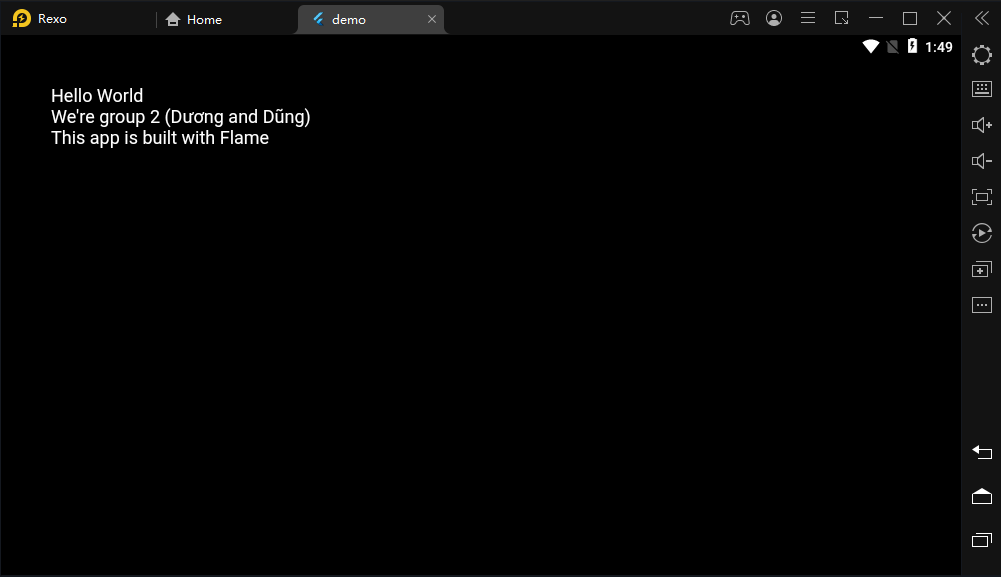 Rexo
Home
demo
1:49
Hello World
We're group 2 (Dương and Dũng)
This app is built with Flame